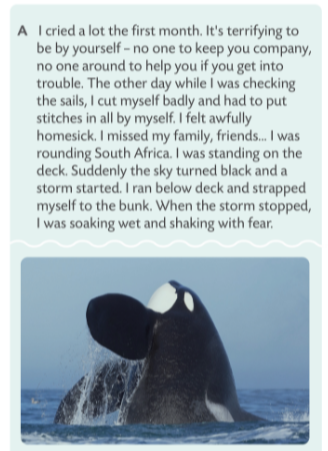 A I cried a lot the first month. It's terrifying to
be by yourself – no one to keep you company,
no one around to help you if you get into
trouble. The other day while I was checking
the sails, I cut myself badly and had to put
stitches in all by myself. I felt awfully
homesick. I missed my family, friends... I was
rounding South Africa. I was standing on the
deck. Suddenly the sky turned black and a
storm started. I ran below deck and strapped
myself to the bunk. When the storm stopped,
I was soaking wet and shaking with fear.